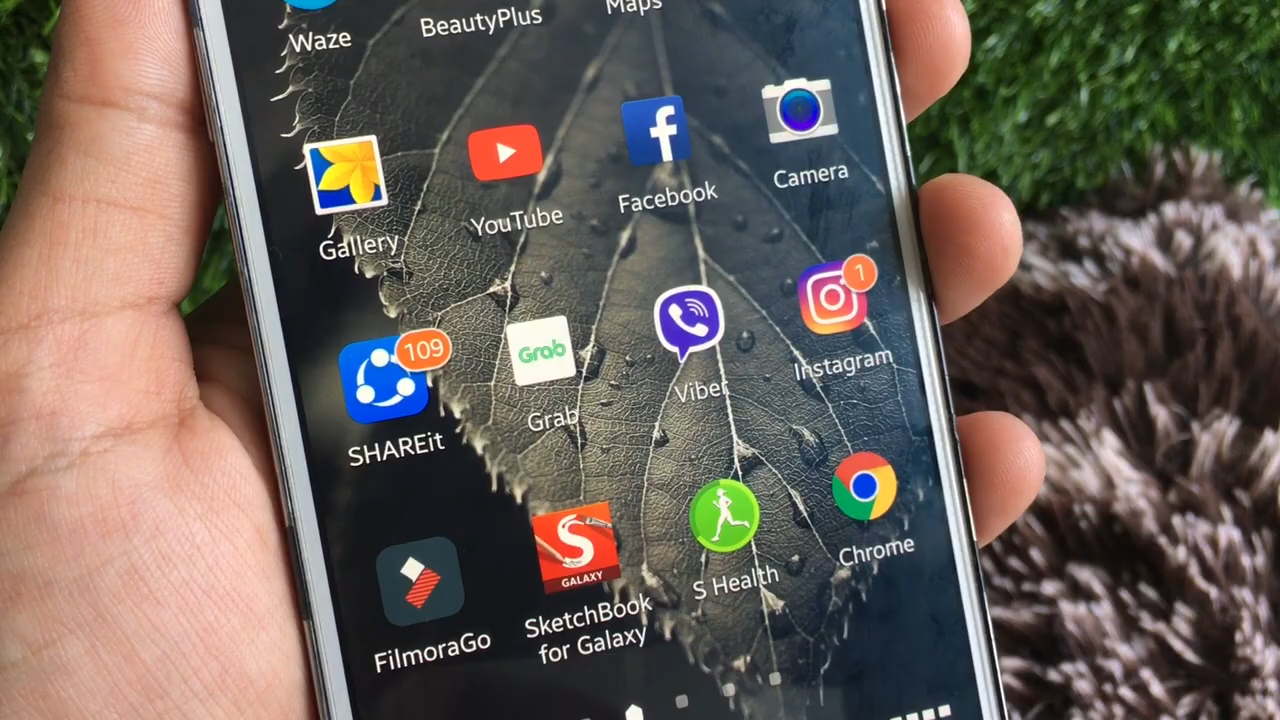 Waze
BeautyPlus
Maps
Gallery
YouTube
Facebook
Camera
109
SHAREit
Grab
Grab
Viber
1
Instagram
FilmoraGo
S
GALAXY
SketchBook
for Galaxy
S Health
Chrome